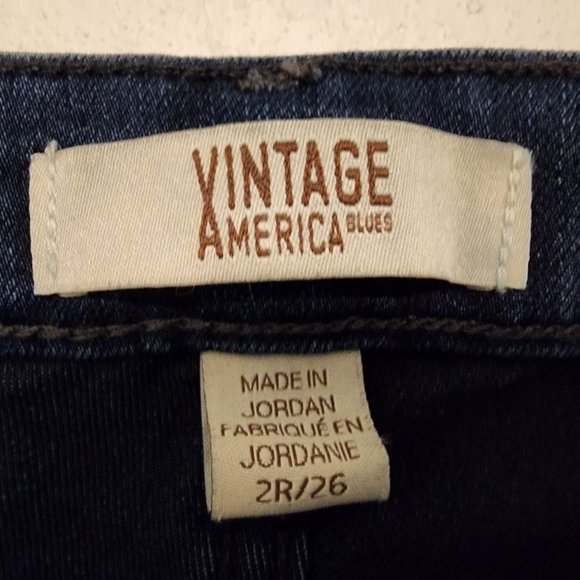 VINTAGE
AMERICA BLUES
MADE IN
JORDAN
FABRIQUÉ EN
JORDANIE
2R/26